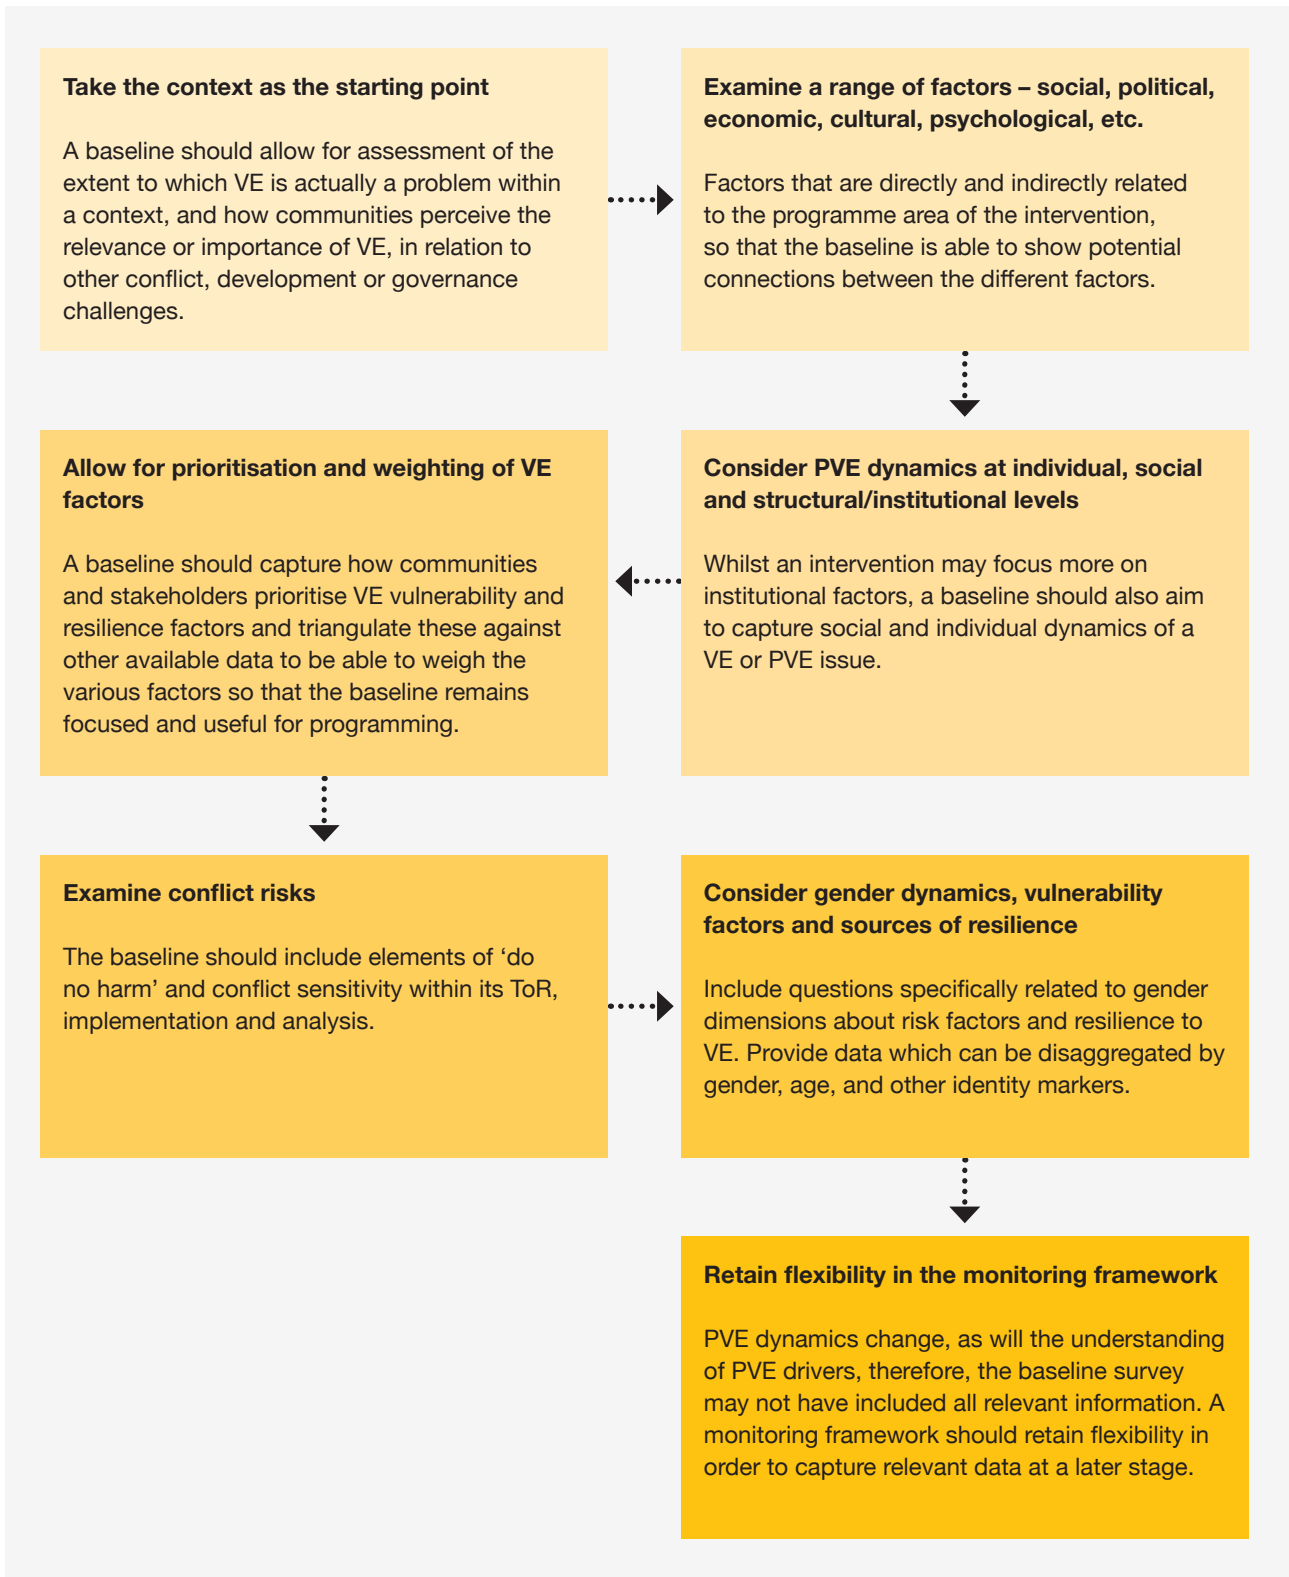 Take the context as the starting point
A baseline should allow for assessment of the
extent to which VE is actually a problem within
a context, and how communities perceive the
relevance or importance of VE, in relation to
other conflict, development or governance
challenges.
Examine a range of factors – social, political,
economic, cultural, psychological, etc.
Factors that are directly and indirectly related
to the programme area of the intervention,
so that the baseline is able to show potential
connections between the different factors.
Consider PVE dynamics at individual, social
and structural/institutional levels
Whilst an intervention may focus more on
institutional factors, a baseline should also aim
to capture social and individual dynamics of a
VE or PVE issue.
Allow for prioritisation and weighting of VE
factors
A baseline should capture how communities
and stakeholders prioritise VE vulnerability and
resilience factors and triangulate these against
other available data to be able to weigh the
various factors so that the baseline remains
focused and useful for programming.
Examine conflict risks
The baseline should include elements of ‘do
no harm’ and conflict sensitivity within its ToR,
implementation and analysis.
Consider gender dynamics, vulnerability
factors and sources of resilience
Include questions specifically related to gender
dimensions about risk factors and resilience to
VE. Provide data which can be disaggregated by
gender, age, and other identity markers.
Retain flexibility in the monitoring framework
PVE dynamics change, as will the understanding
of PVE drivers, therefore, the baseline survey
may not have included all relevant information. A
monitoring framework should retain flexibility in
order to capture relevant data at a later stage.